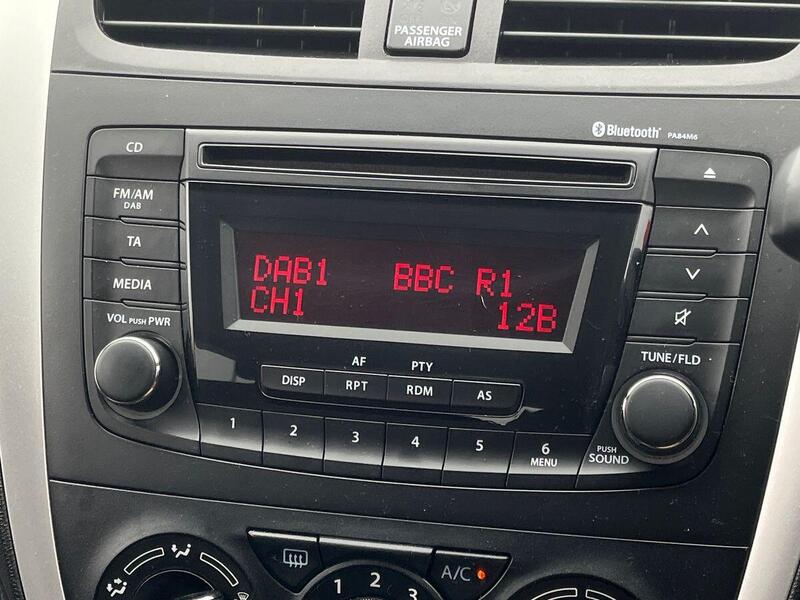 PASSENGER
AIRBAG
Bluetooth PA84M6
CD
FM/AM
DAB
TA
MEDIA
VOL PUSH PWR
DAB1 BBC R1
CH1 12B
TUNE/FLD
AF PTY
DISP RPT RDM AS
1 2 3 4 5 6
MENU
PUSH
SOUND
1 2 3
A/C